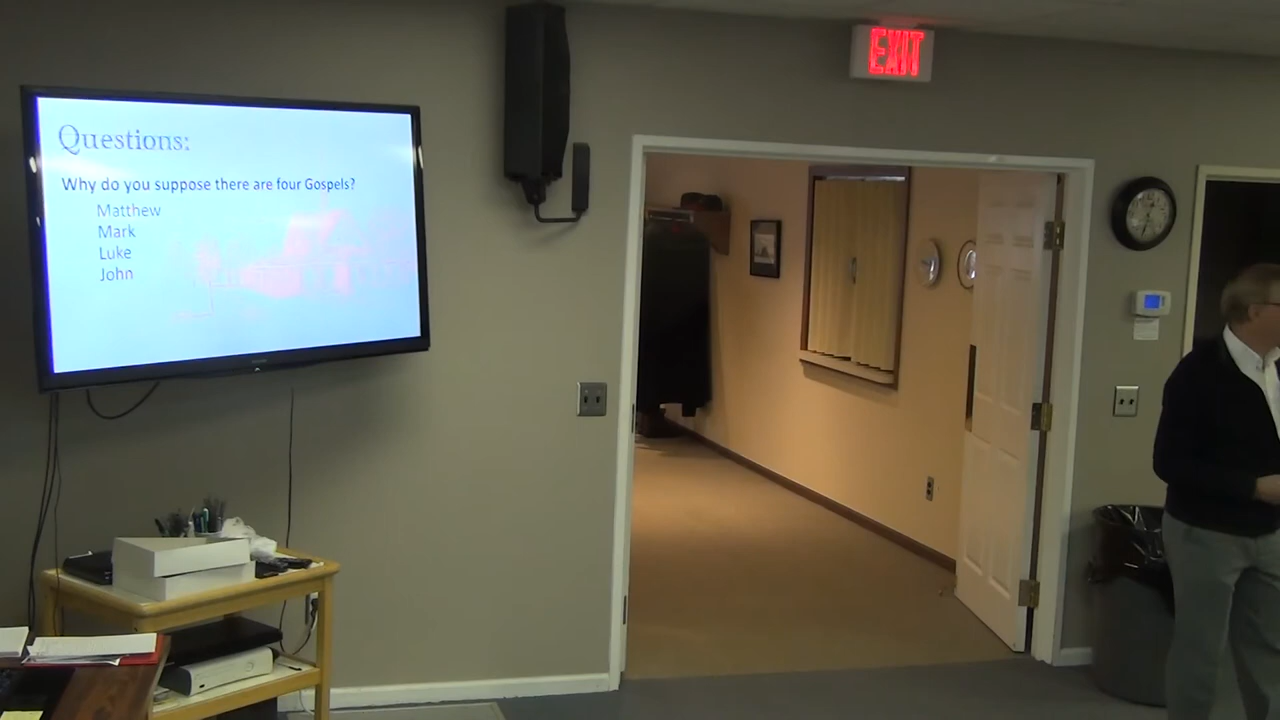 Questions:
Why do you suppose there are four Gospels?
Matthew
Mark
Luke
John
EXIT